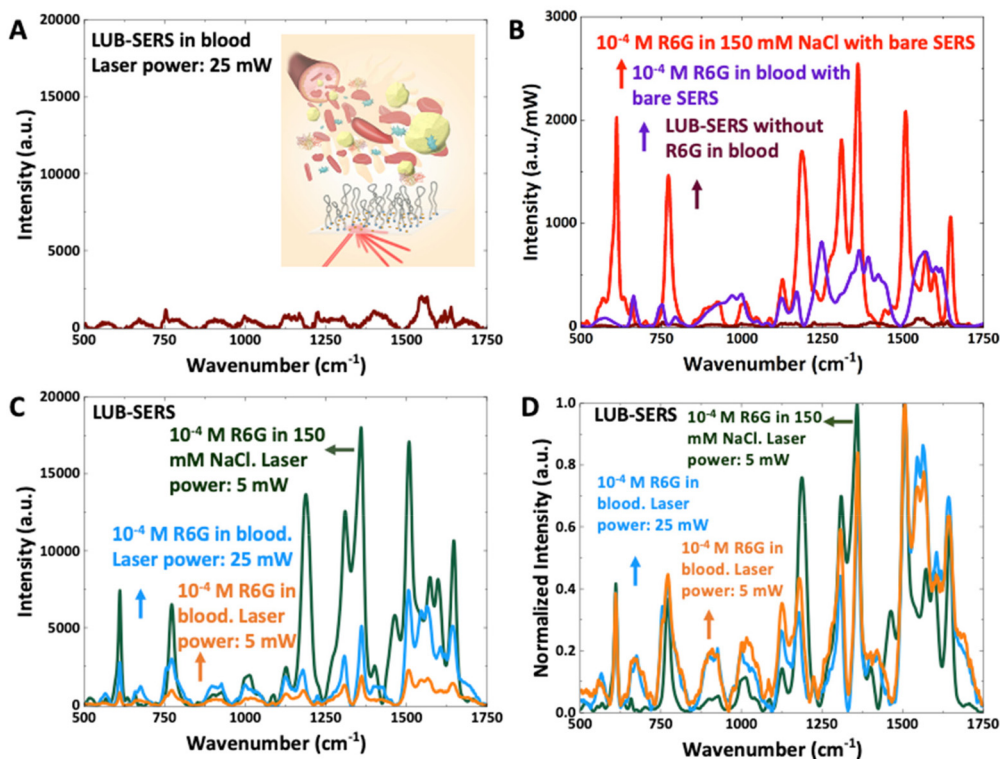 A
LUB-SERS in blood
Laser power: 25 mW
Intensity (a.u.)
20000
15000
10000
5000
0
500 750 1000 1250 1500 1750
Wavenumber (cm⁻¹)
B
10⁻⁴ M R6G in 150 mM NaCl with bare SERS
10⁻⁴ M R6G in blood with
bare SERS
LUB-SERS without
R6G in blood
Intensity (a.u./mW)
3000
2000
1000
0
500 750 1000 1250 1500 1750
Wavenumber (cm⁻¹)
C
LUB-SERS
10⁻⁴ M R6G in 150
mM NaCl. Laser
power: 5 mW
10⁻⁴ M R6G in blood.
Laser power: 25 mW
10⁻⁴ M R6G in
blood. Laser
power: 5 mW
Intensity (a.u.)
20000
15000
10000
5000
0
500 750 1000 1250 1500 1750
Wavenumber (cm⁻¹)
D
LUB-SERS
10⁻⁴ M R6G in 150
mM NaCl. Laser
power: 5 mW
10⁻⁴ M R6G in
blood. Laser
power: 25 mW
10⁻⁴ M R6G in
blood. Laser
power: 5 mW
Normalized Intensity (a.u.)
1.0
0.8
0.6
0.4
0.2
0.0
500 750 1000 1250 1500 1750
Wavenumber (cm⁻¹)